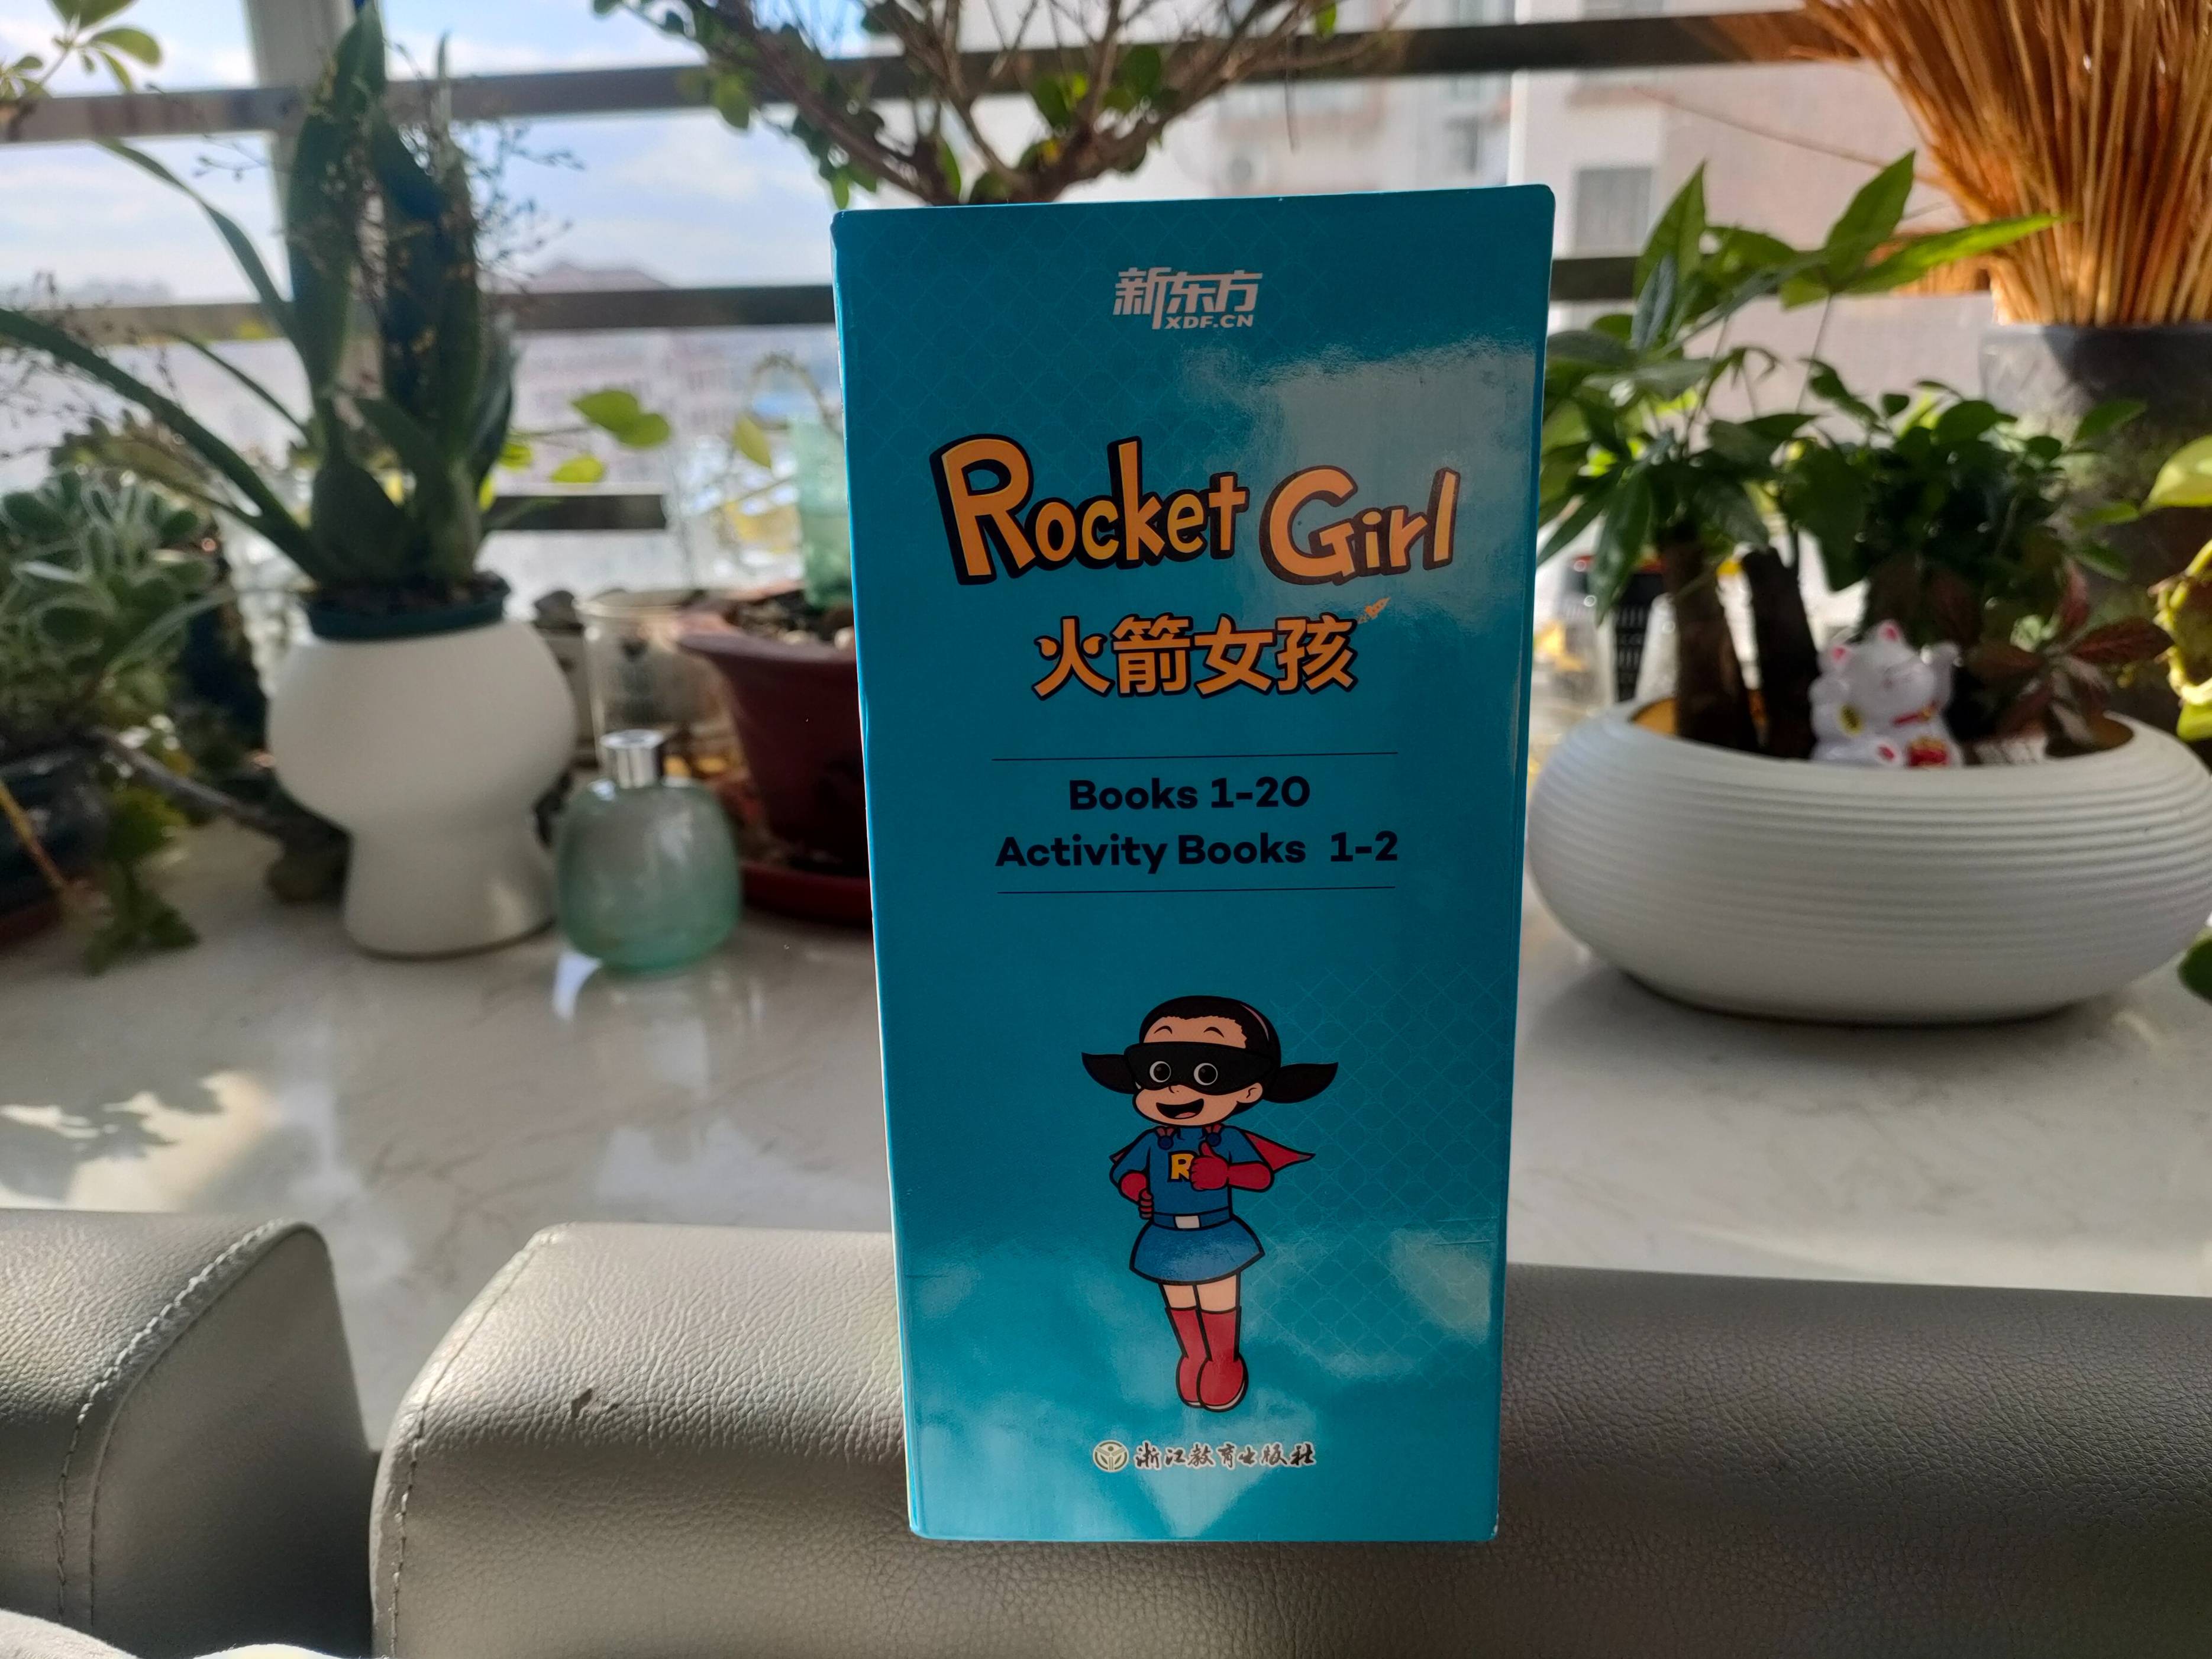 新东方
XDF.CN
Rocket Girl
火箭女孩
Books 1-20
Activity Books 1-2
R
浙江教育出版社